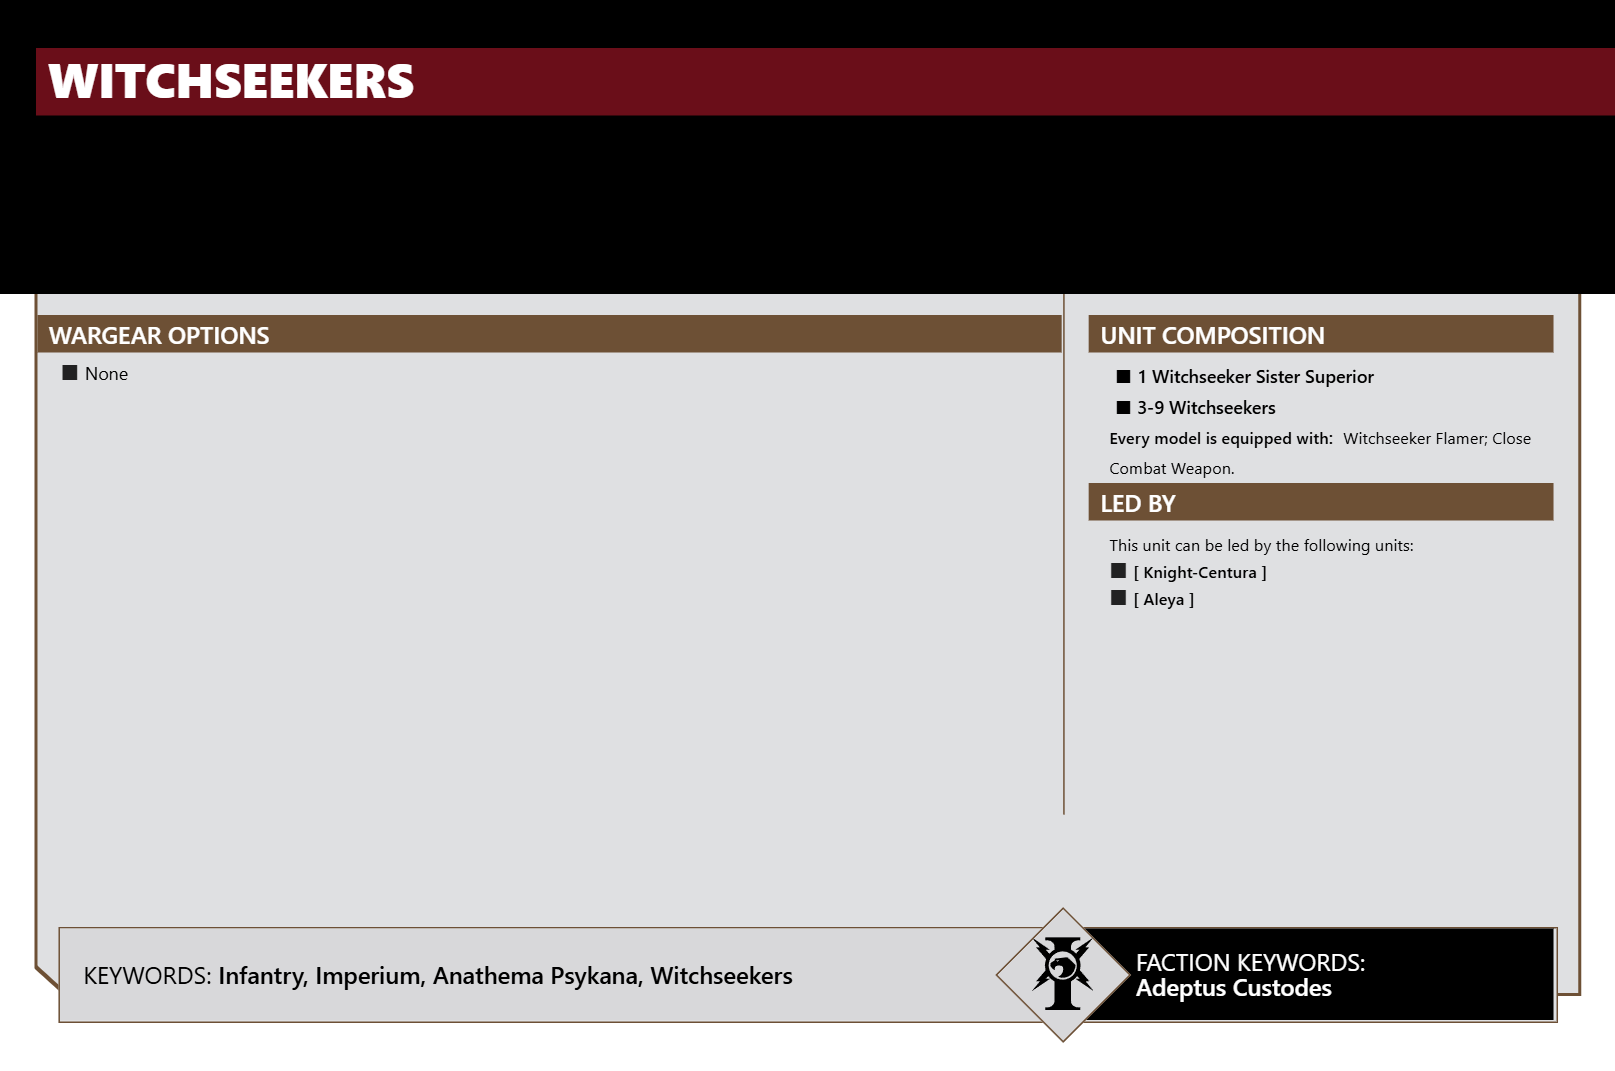 WITCHSEEKERS
WARGEAR OPTIONS
■ None
UNIT COMPOSITION
■ 1 Witchseeker Sister Superior
■ 3-9 Witchseekers
Every model is equipped with: Witchseeker Flamer; Close
Combat Weapon.
LED BY
This unit can be led by the following units:
■ [ Knight-Centura ]
■ [ Aleya ]
KEYWORDS: Infantry, Imperium, Anathema Psykana, Witchseekers
FACTION KEYWORDS:
Adeptus Custodes